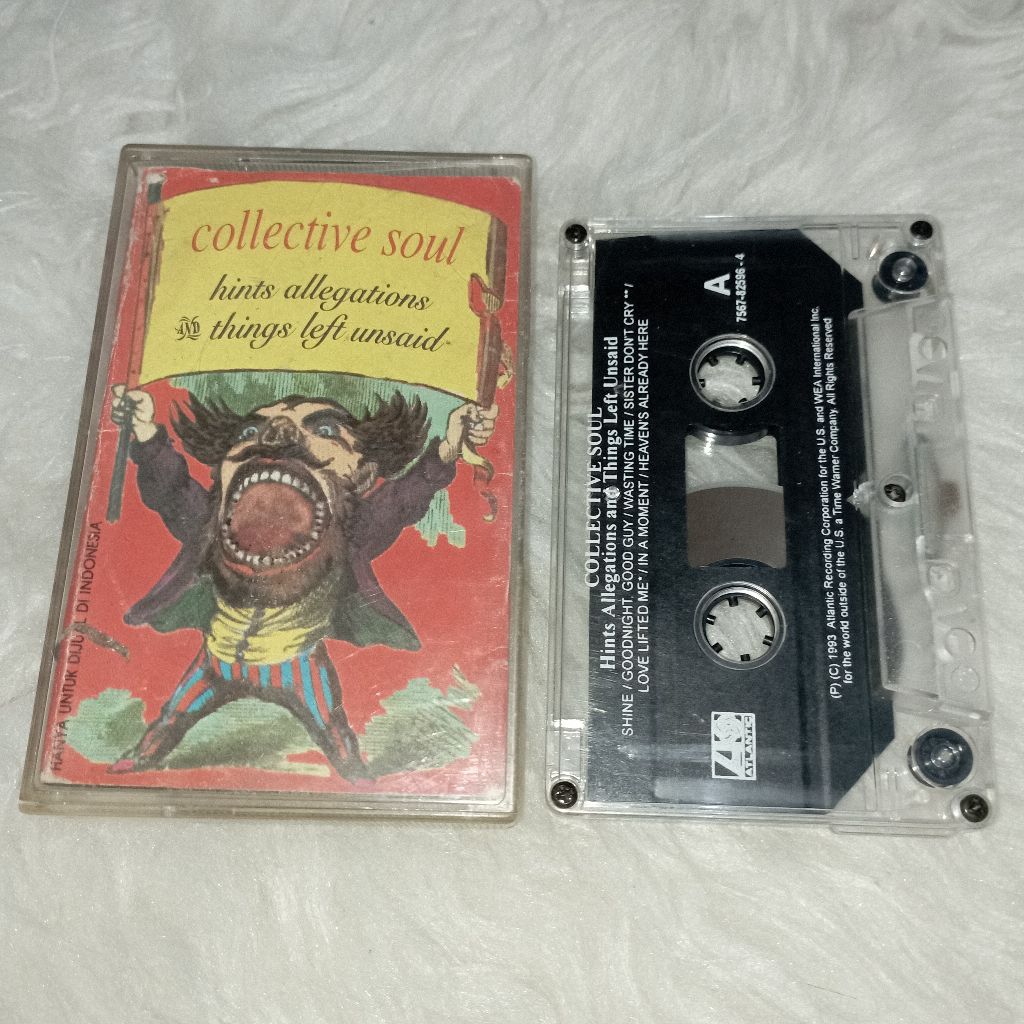 collective soul
hints allegations
AND things left unsaid
HANYA UNTUK DIJUAL DI INDONESIA
COLLECTIVE SOUL
Hints Allegations and Things Left Unsaid
SHINE / GOODNIGHT, GOOD GUY / WASTING TIME / SISTER DON'T CRY** /
LOVE LIFTED ME* / IN A MOMENT / HEAVEN'S ALREADY HERE
A
7567-82596-4
ATLANTIC
(P) (C) 1993 Atlantic Recording Corporation for the U.S. and WEA International Inc.
for the world outside of the U.S. a Time Warner Company. All Rights Reserved